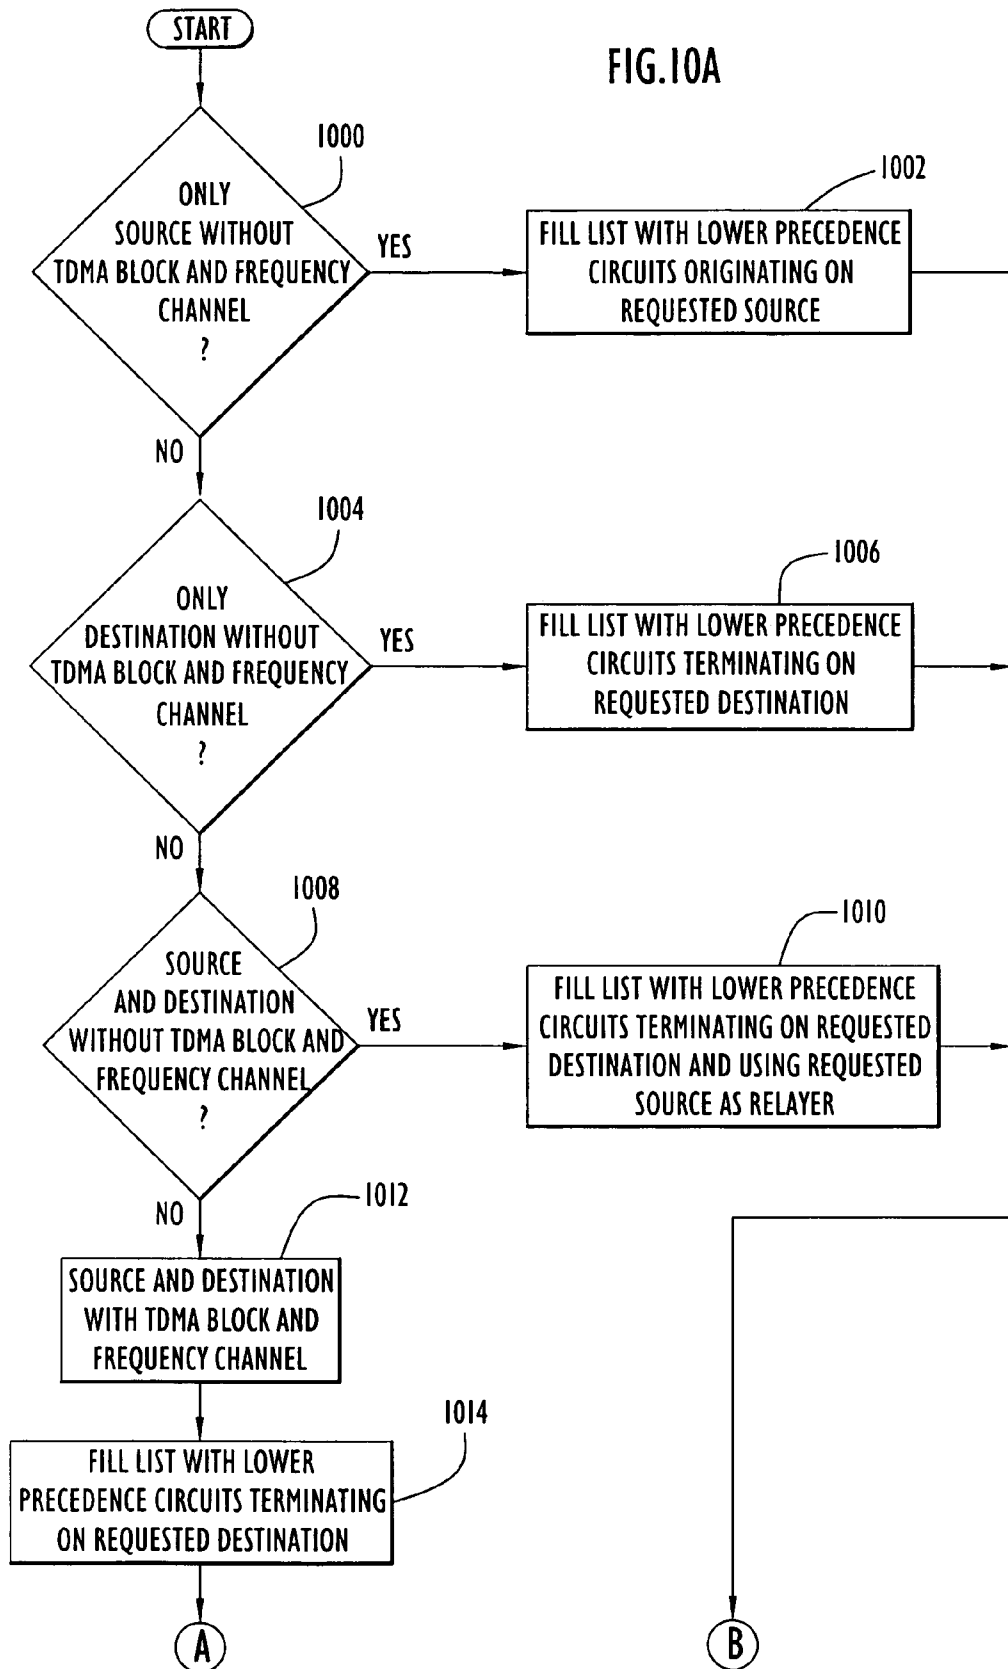 START
FIG.10A
1000
ONLY
SOURCE WITHOUT
TDMA BLOCK AND FREQUENCY
CHANNEL
?
YES
1002
FILL LIST WITH LOWER PRECEDENCE
CIRCUITS ORIGINATING ON
REQUESTED SOURCE
NO
1004
ONLY
DESTINATION WITHOUT
TDMA BLOCK AND FREQUENCY
CHANNEL
?
YES
1006
FILL LIST WITH LOWER PRECEDENCE
CIRCUITS TERMINATING ON
REQUESTED DESTINATION
NO
1008
SOURCE
AND DESTINATION
WITHOUT TDMA BLOCK AND
FREQUENCY CHANNEL
?
YES
1010
FILL LIST WITH LOWER PRECEDENCE
CIRCUITS TERMINATING ON REQUESTED
DESTINATION AND USING REQUESTED
SOURCE AS RELAYER
NO
1012
SOURCE AND DESTINATION
WITH TDMA BLOCK AND
FREQUENCY CHANNEL
1014
FILL LIST WITH LOWER
PRECEDENCE CIRCUITS TERMINATING
ON REQUESTED DESTINATION
A
B